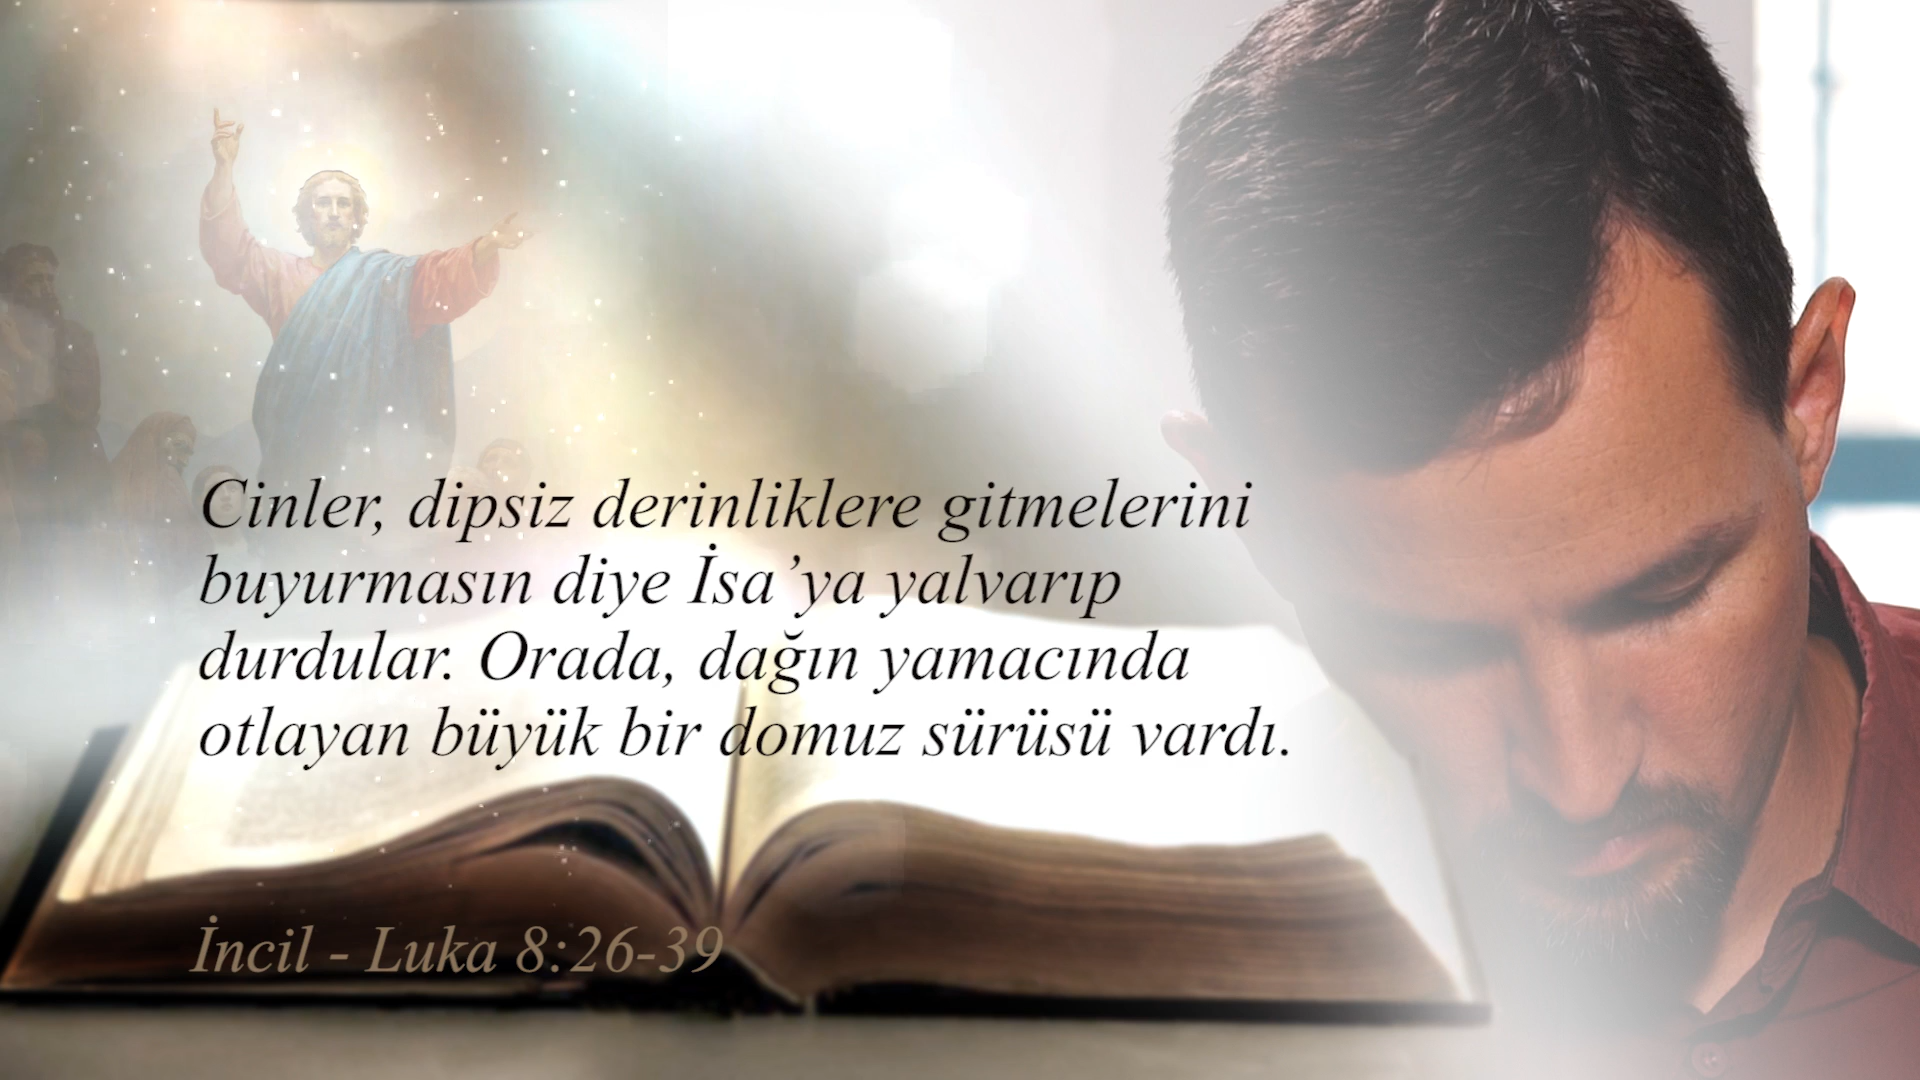 Cinler, dipsiz derinliklere gitmelerini
buyurmasın diye İsa’ya yalvarıp
durdular. Orada, dağın yamacında
otlayan büyük bir domuz sürüsü vardı.
İncil - Luka 8:26-39